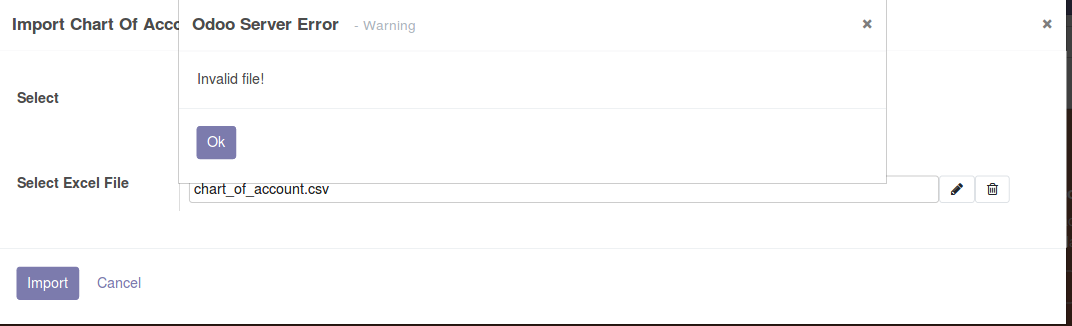 Import Chart Of Acco
Odoo Server Error - Warning
Invalid file!
Select
Ok
Select Excel File
chart_of_account.csv
Import Cancel